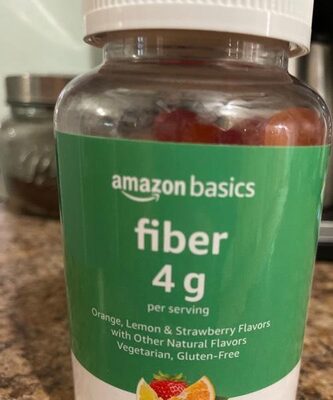 amazon basics
fiber
4 g
per serving
Orange, Lemon & Strawberry Flavors
with Other Natural Flavors
Vegetarian, Gluten-Free